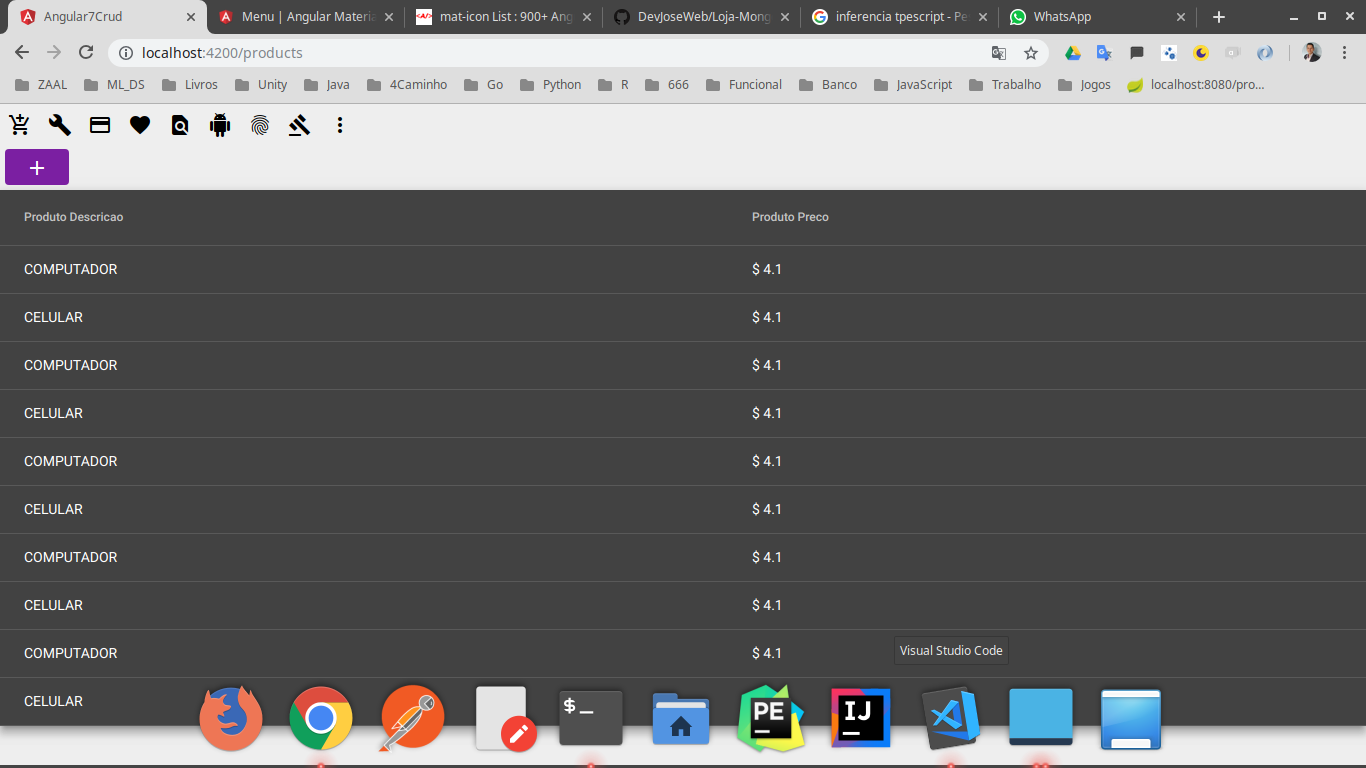 Angular7Crud
Menu | Angular Materia
mat-icon List : 900+ Ang
DevJoseWeb/Loja-Mong
inferencia tpescript - Pe
WhatsApp
localhost:4200/products
ZAAL
ML_DS
Livros
Unity
Java
4Caminho
Go
Python
R
666
Funcional
Banco
JavaScript
Trabalho
Jogos
localhost:8080/pro...
Produto Descricao Produto Preco
COMPUTADOR $ 4.1
CELULAR $ 4.1
COMPUTADOR $ 4.1
CELULAR $ 4.1
COMPUTADOR $ 4.1
CELULAR $ 4.1
COMPUTADOR $ 4.1
CELULAR $ 4.1
COMPUTADOR $ 4.1
Visual Studio Code
CELULAR
$_
PE
IJ